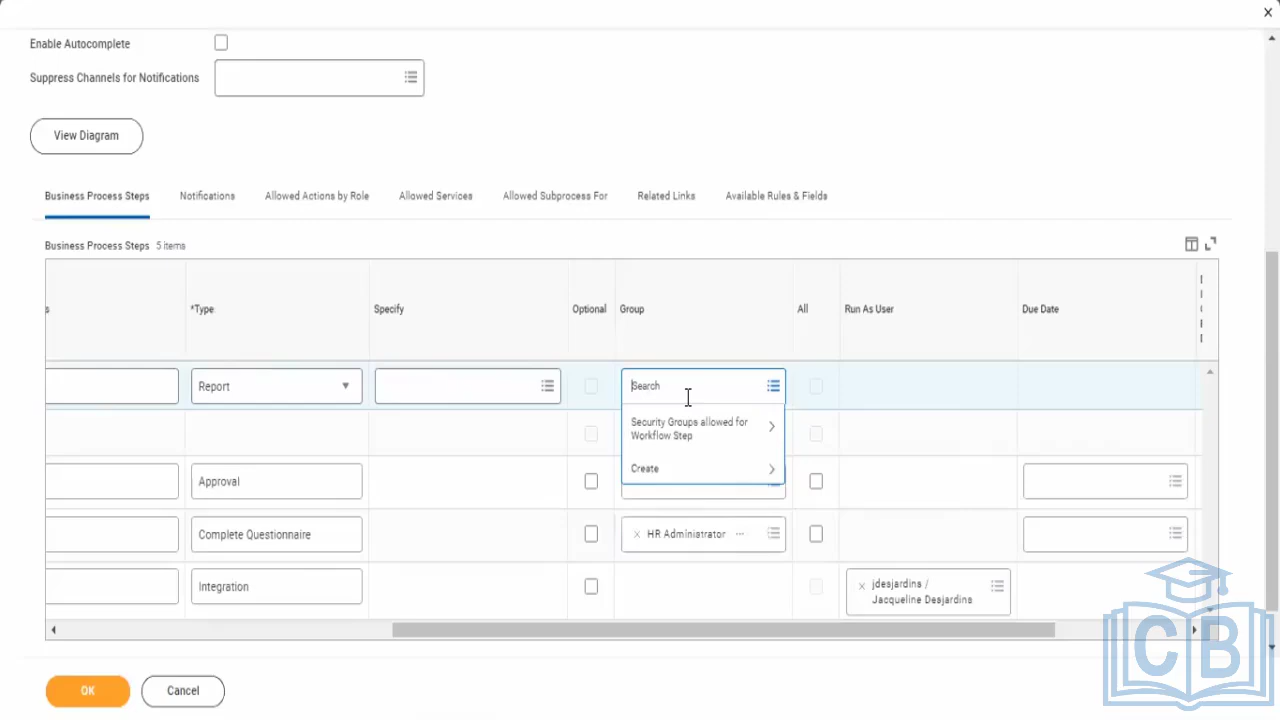 ×
Enable Autocomplete
Suppress Channels for Notifications
View Diagram
Business Process Steps
Notifications
Allowed Actions by Role
Allowed Services
Allowed Subprocess For
Related Links
Available Rules & Fields
Business Process Steps 5 items
s
*Type
Specify
Optional
Group
All
Run As User
Due Date
Report
Search
Security Groups allowed for
Workflow Step
Create
Approval
Complete Questionnaire
× HR Administrator ...
Integration
× jdesjardins /
Jacqueline Desjardins
OK
Cancel
CB